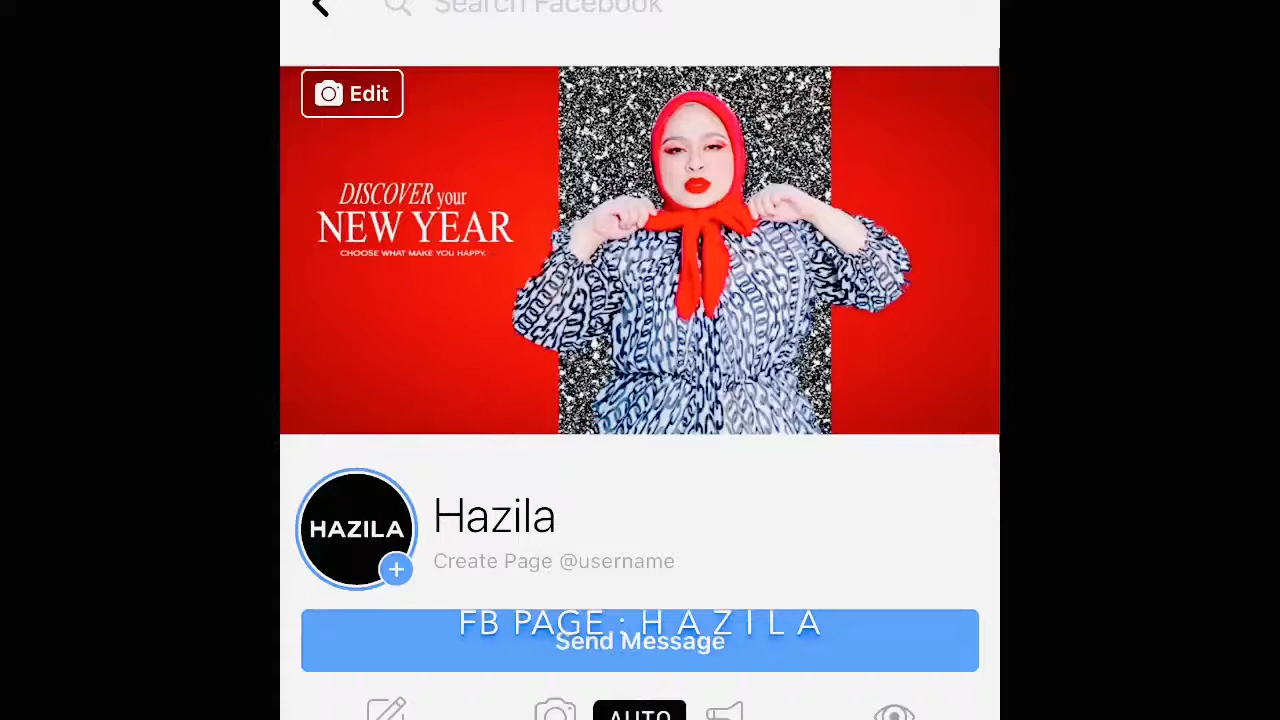 Search Facebook
Edit
DISCOVER your
NEW YEAR
CHOOSE WHAT MAKE YOU HAPPY.
HAZILA
Hazila
Create Page @username
FB PAGE : H A Z I L A
Send Message
AUTO